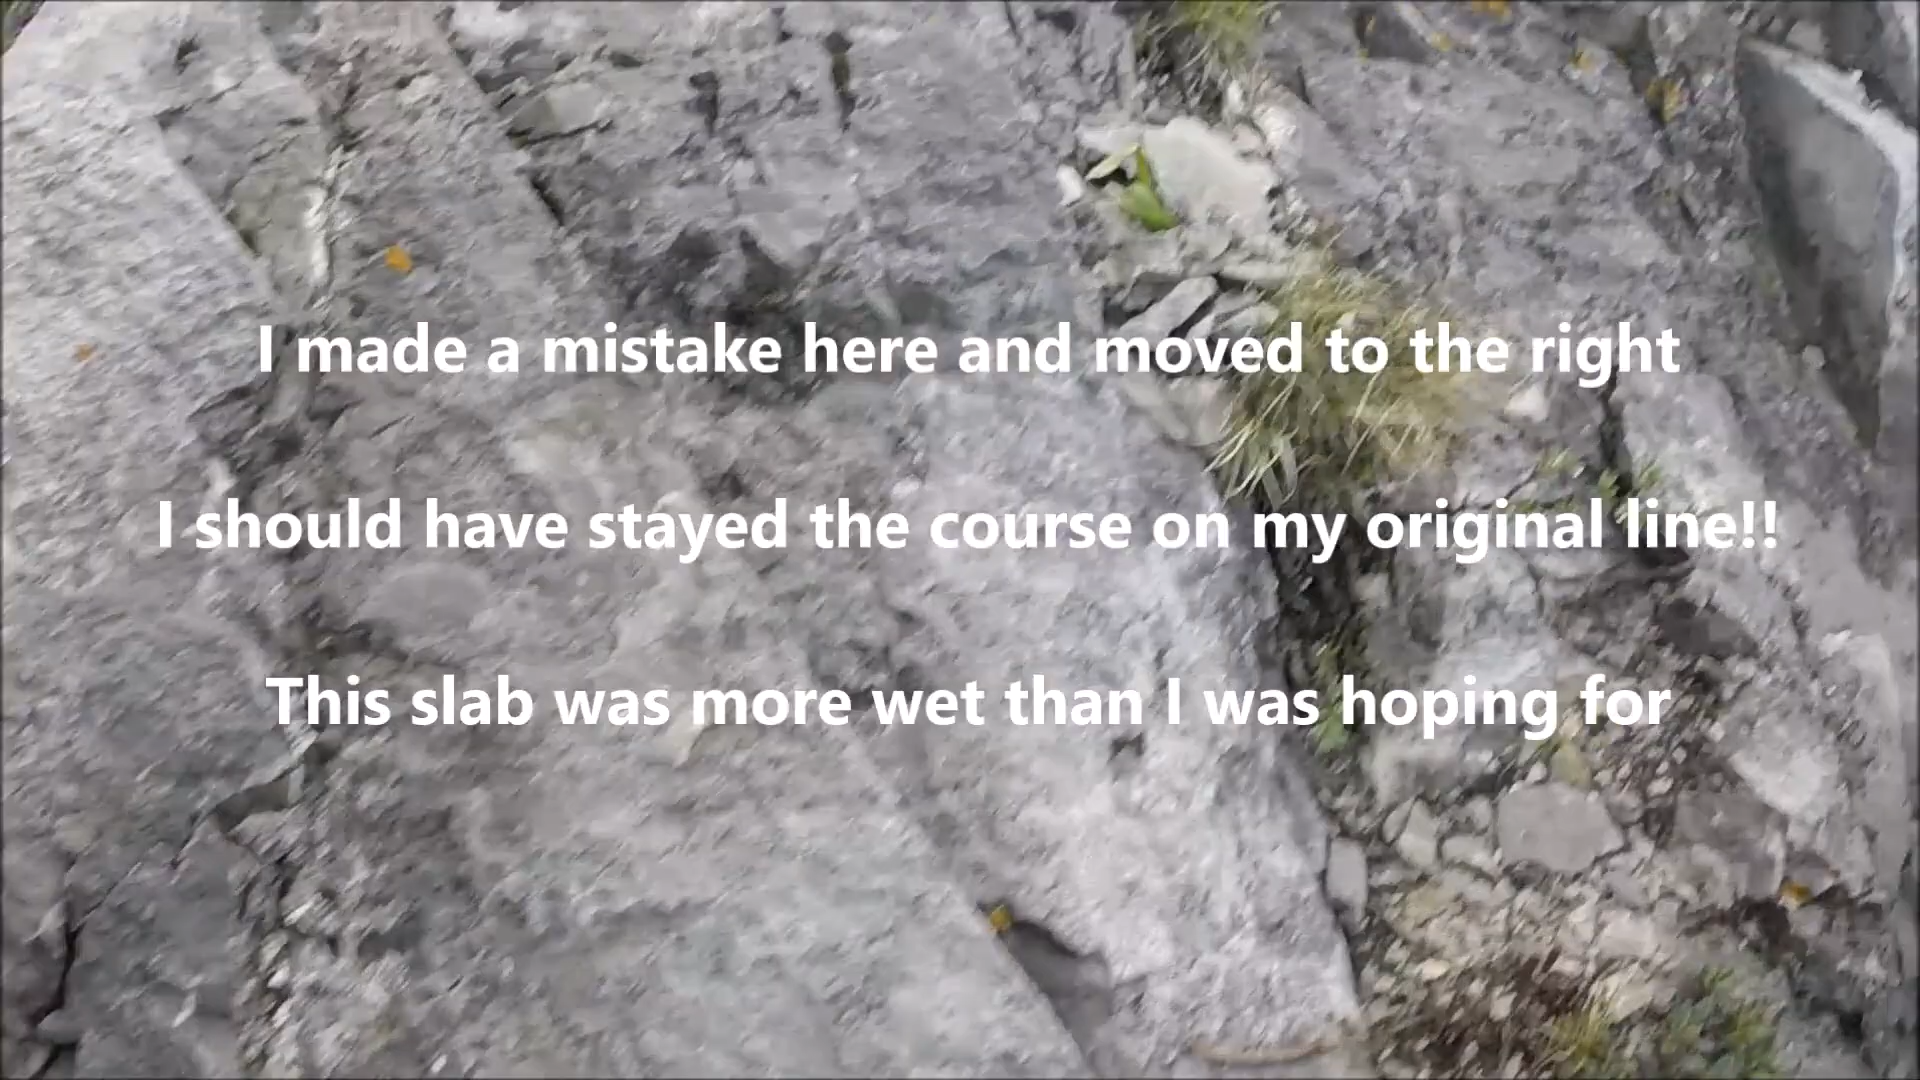 I made a mistake here and moved to the right
I should have stayed the course on my original line!!
This slab was more wet than I was hoping for